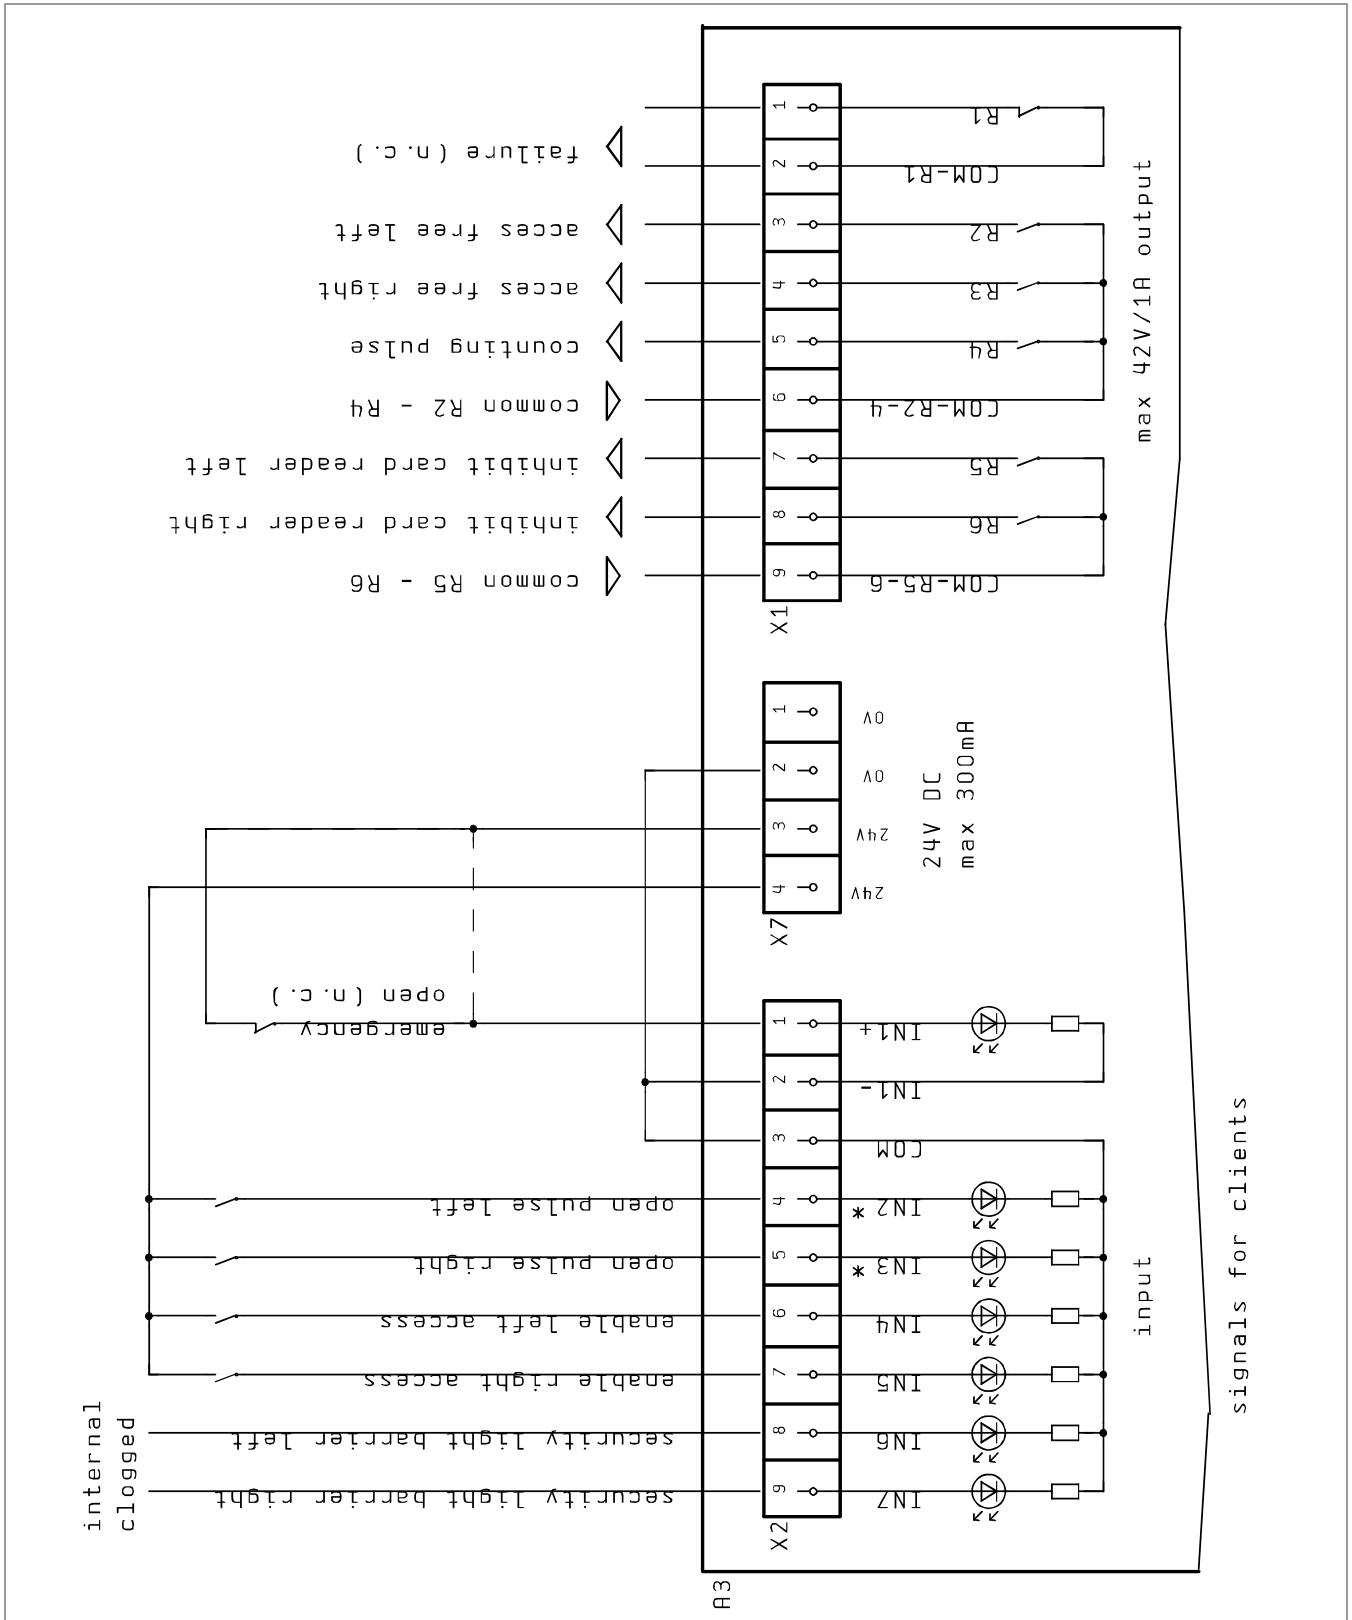 1
R1
failure (n.c.)
2
COM-R1
acces free left
3
R2
acces free right
4
R3
counting pulse
5
R4
common R2 - R4
6
COM-R2-4
inhibit card reader left
7
R5
inhibit card reader right
8
R6
common R5 - R6
9
COM-R5-6
X1
max 42V/1A output
1
0V
2
0V
3
24V
4
24V
X7
24V DC
max 300mA
emergency
open (n.c.)
1
IN1+
2
IN1-
3
COM
open pulse left
4
IN2 *
open pulse right
5
IN3 *
enable left access
6
IN4
enable right access
7
IN5
security light barrier left
8
IN6
security light barrier right
9
IN7
X2
internal
clogged
input
signals for clients
A3